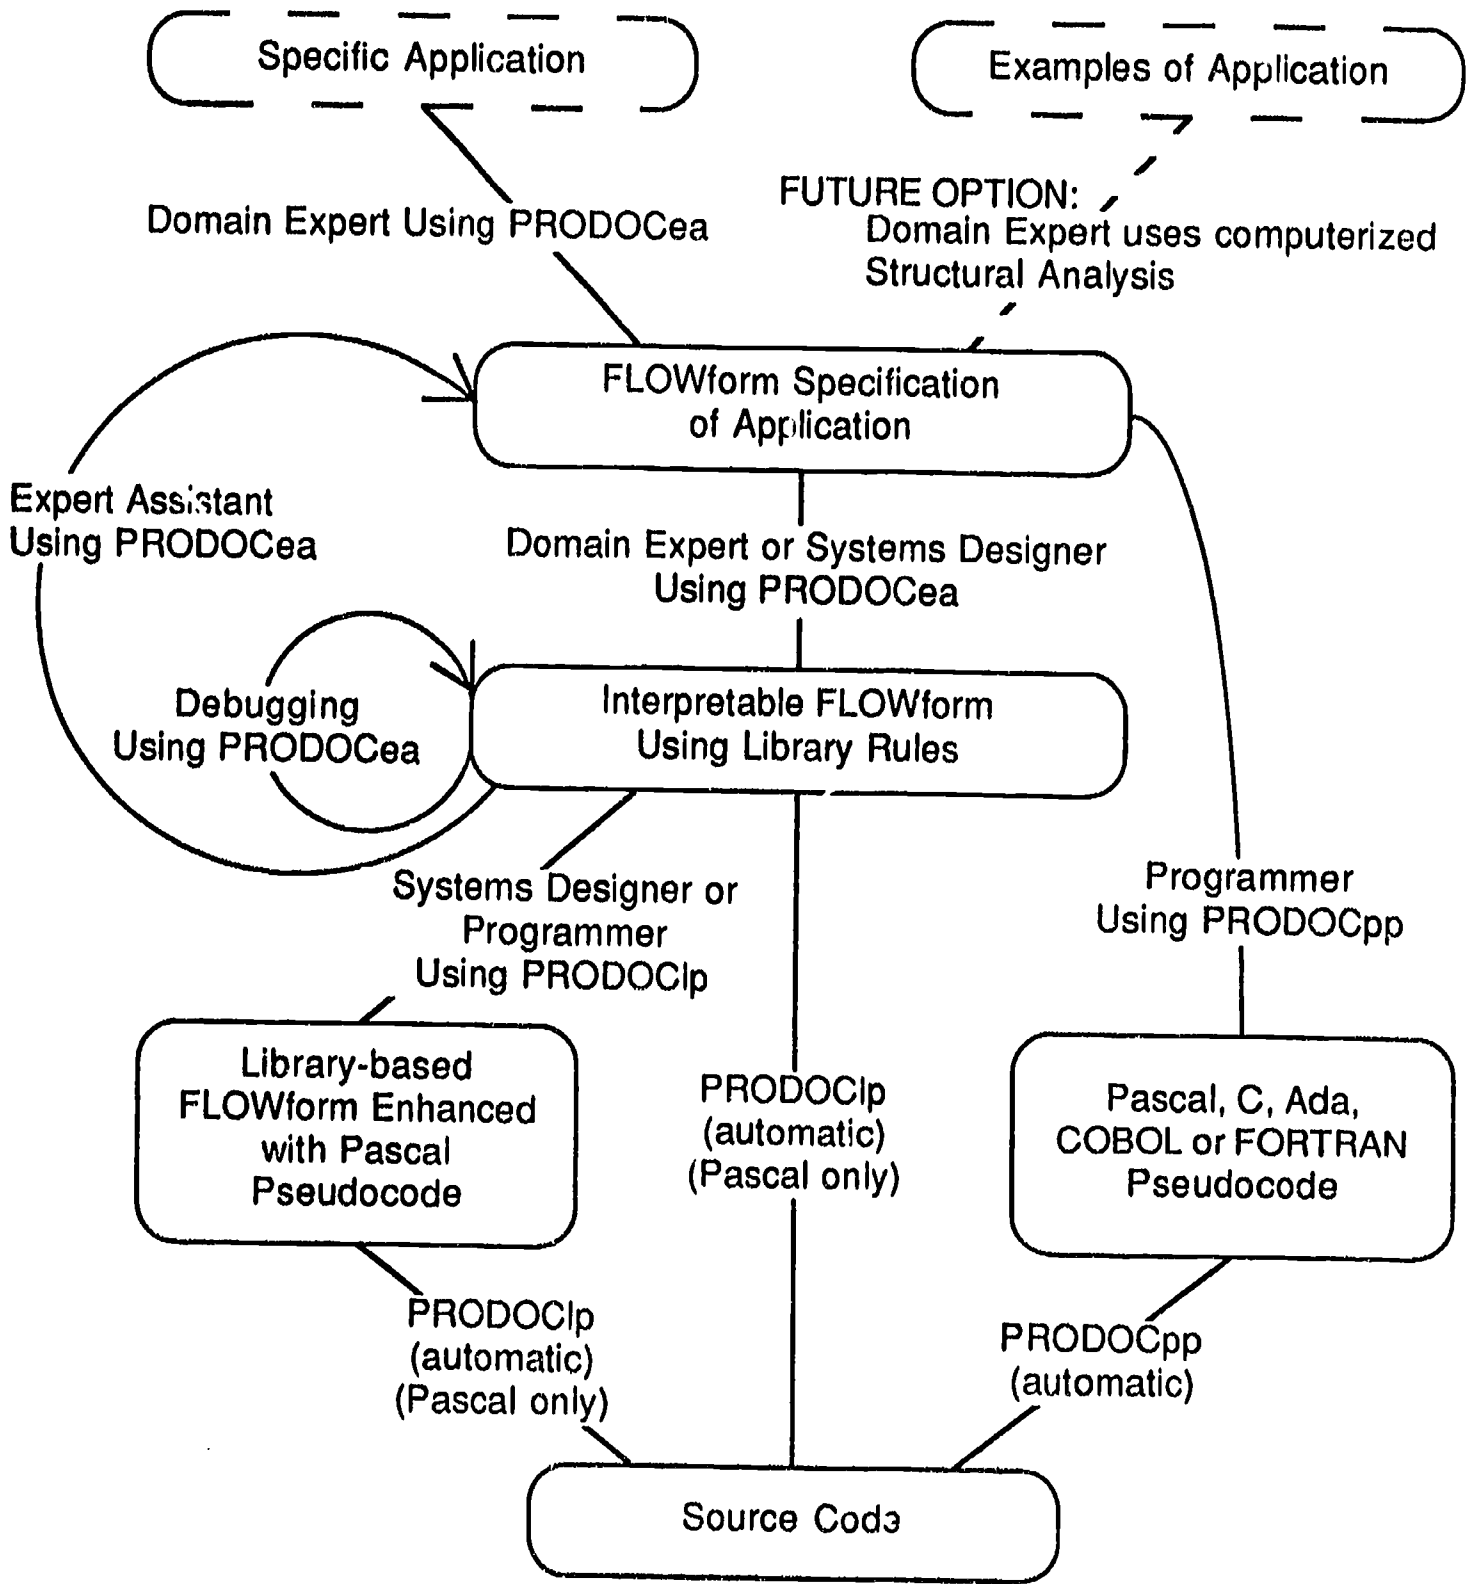 Specific Application
Examples of Application
FUTURE OPTION:
Domain Expert uses computerized
Structural Analysis
Domain Expert Using PRODOCea
FLOWform Specification
of Application
Expert Assistant
Using PRODOCea
Domain Expert or Systems Designer
Using PRODOCea
Debugging
Using PRODOCea
Interpretable FLOWform
Using Library Rules
Systems Designer or
Programmer
Using PRODOClp
Programmer
Using PRODOCpp
Library-based
FLOWform Enhanced
with Pascal
Pseudocode
PRODOClp
(automatic)
(Pascal only)
Pascal, C, Ada,
COBOL or FORTRAN
Pseudocode
PRODOClp
(automatic)
(Pascal only)
PRODOCpp
(automatic)
Source Code